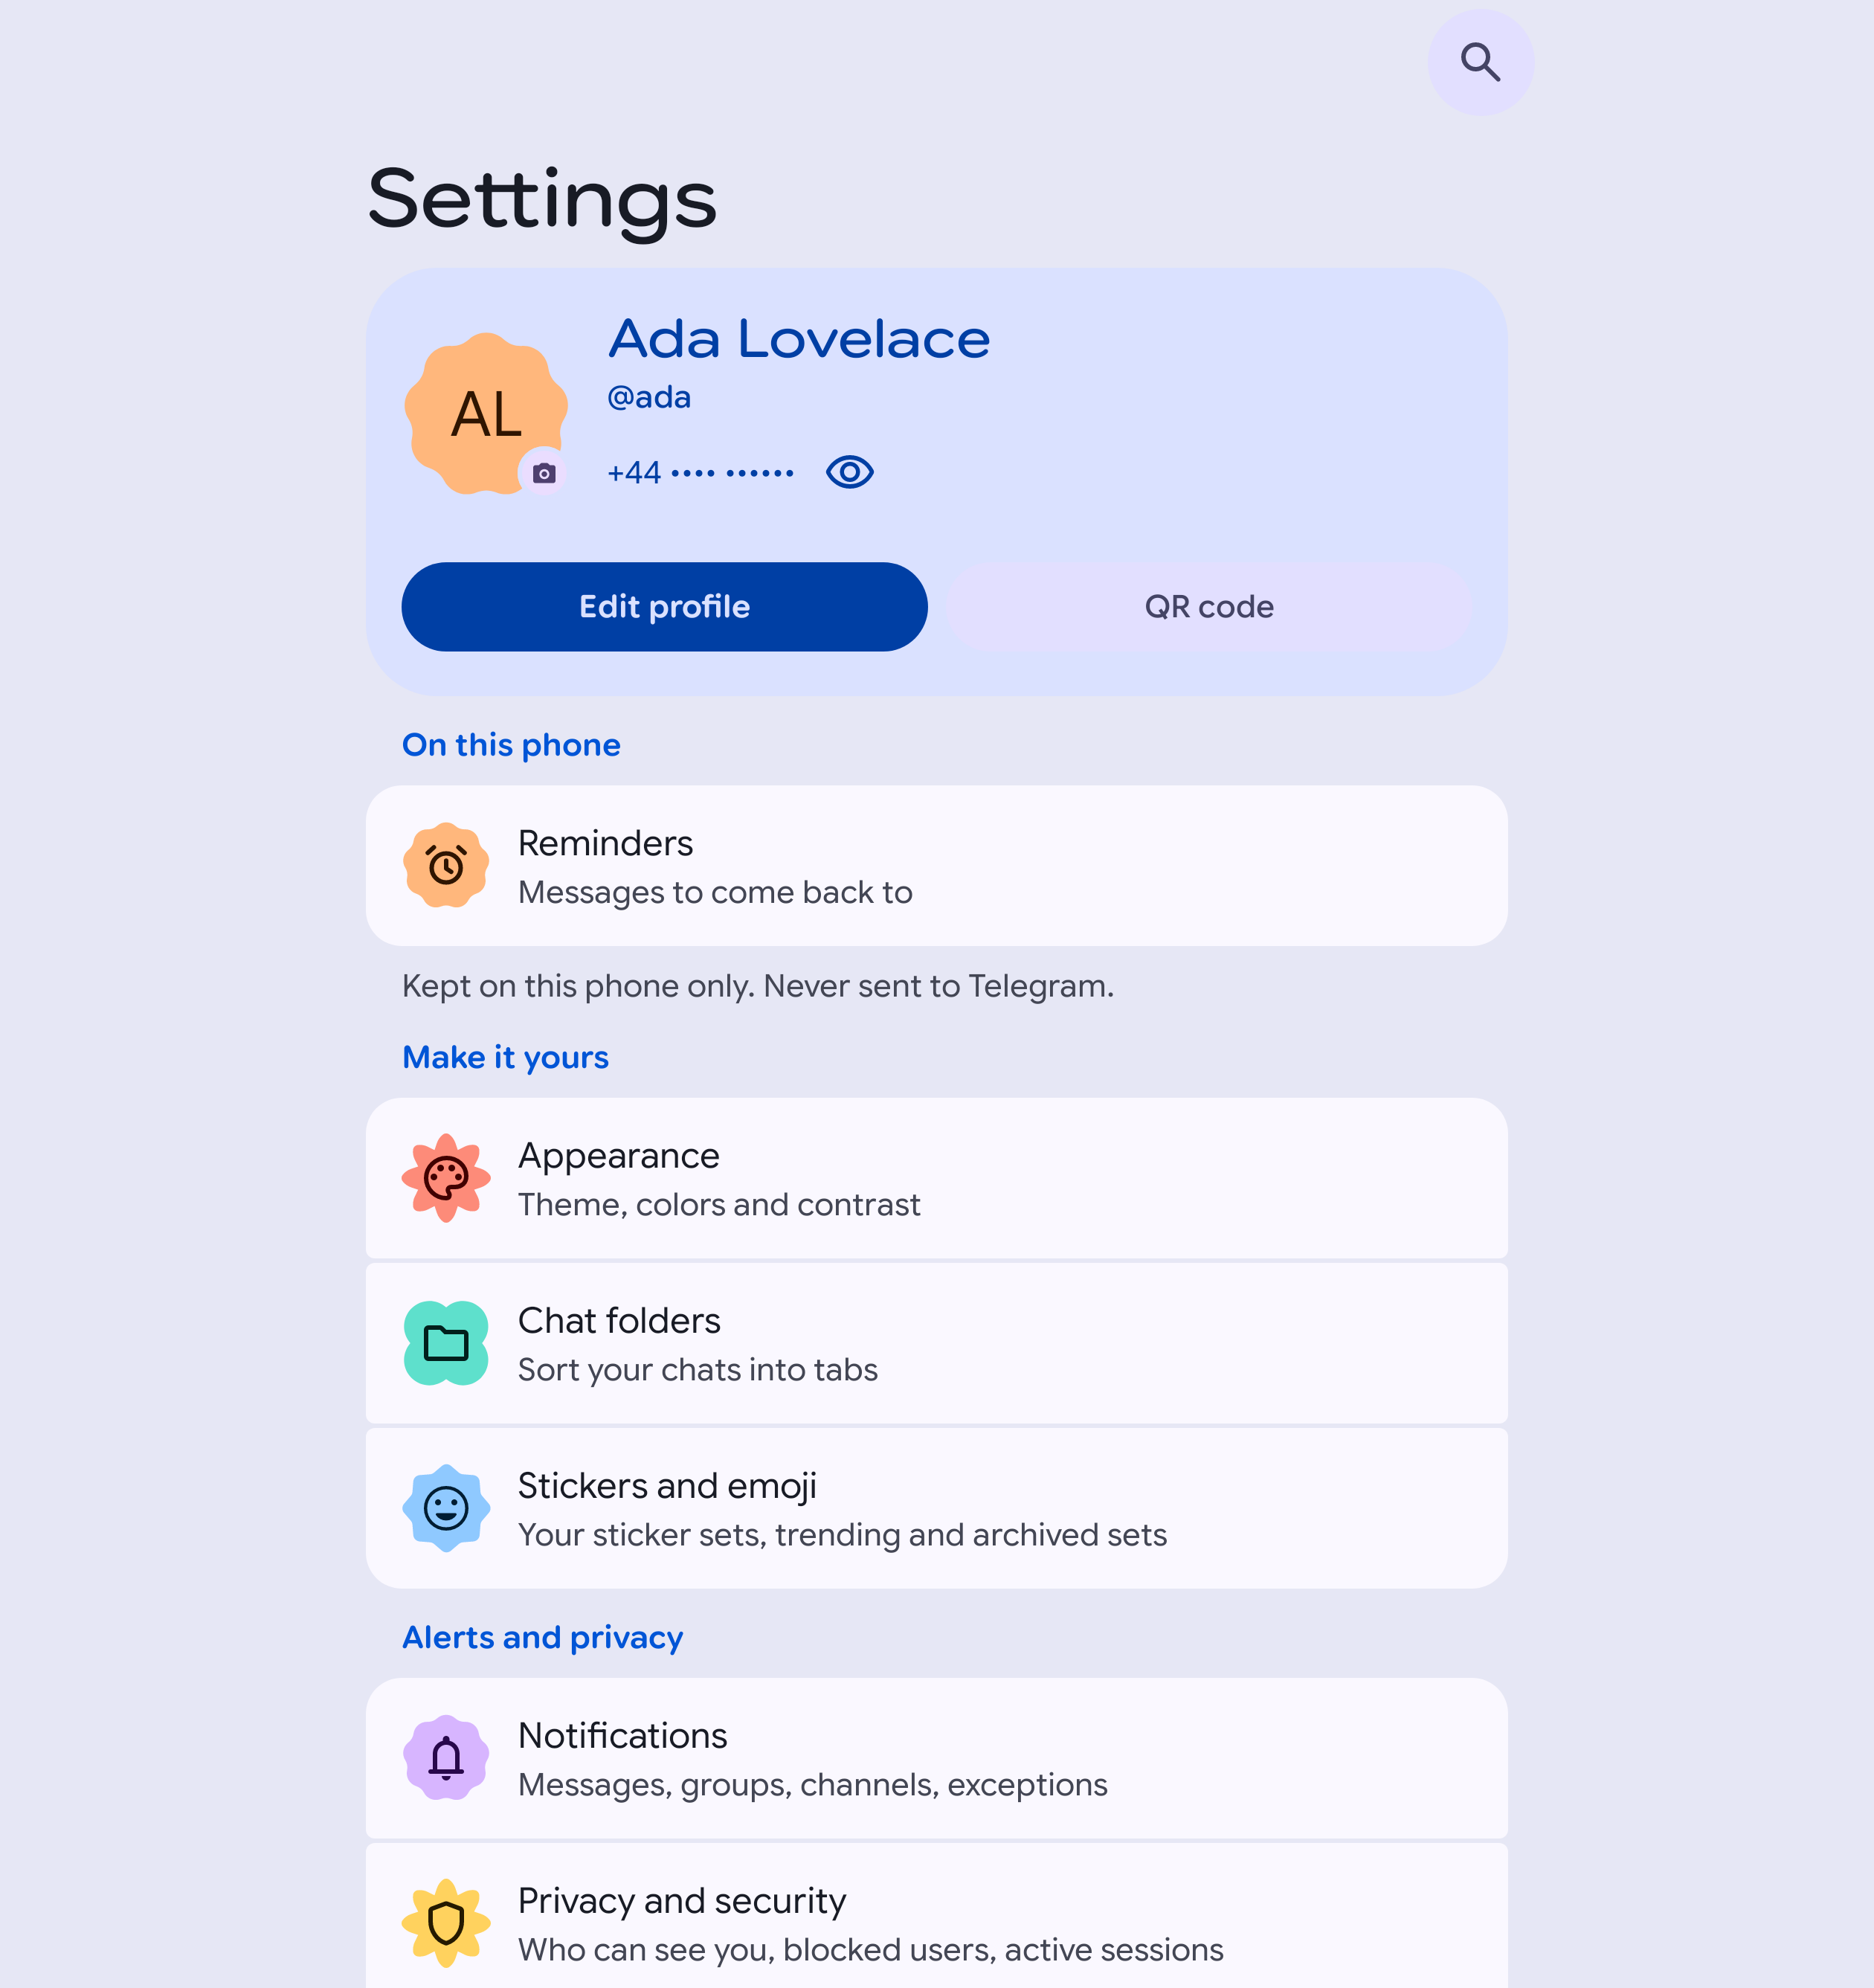 Settings
AL
Ada Lovelace
@ada
+44 •••• ••••••
Edit profile
QR code
On this phone
Reminders
Messages to come back to
Kept on this phone only. Never sent to Telegram.
Make it yours
Appearance
Theme, colors and contrast
Chat folders
Sort your chats into tabs
Stickers and emoji
Your sticker sets, trending and archived sets
Alerts and privacy
Notifications
Messages, groups, channels, exceptions
Privacy and security
Who can see you, blocked users, active sessions